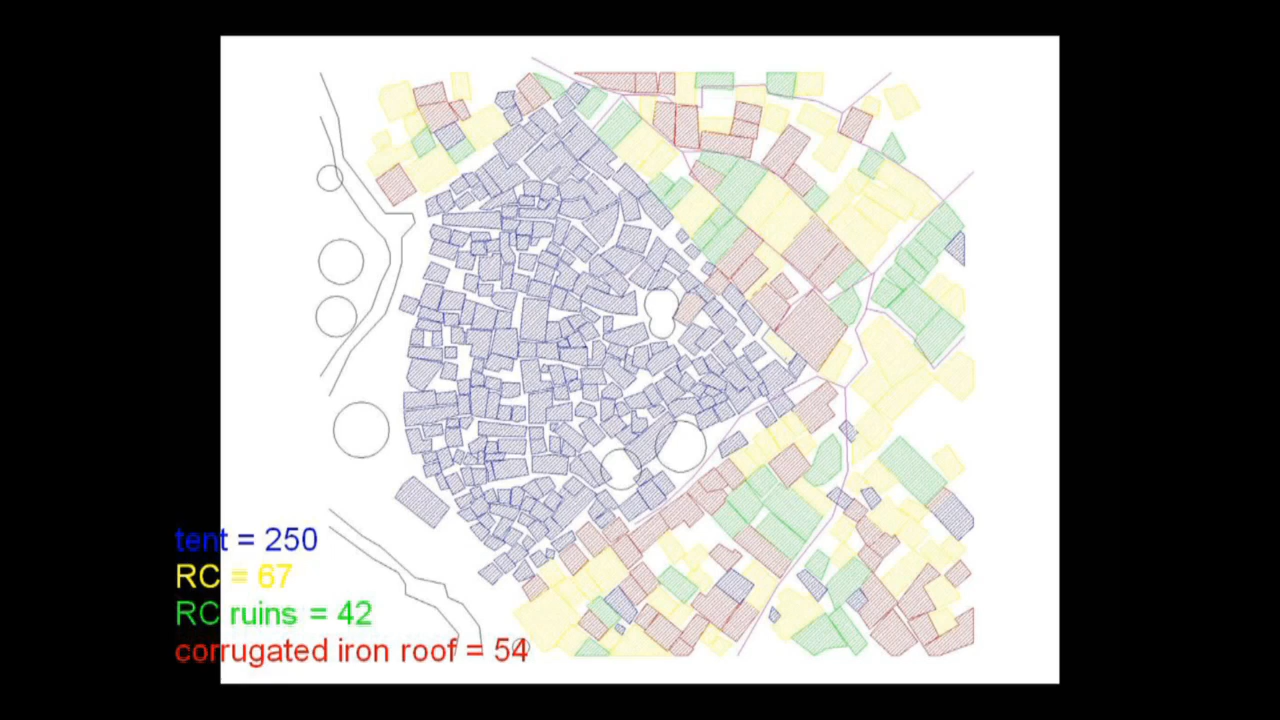 tent = 250
RC = 67
RC ruins = 42
corrugated iron roof = 54